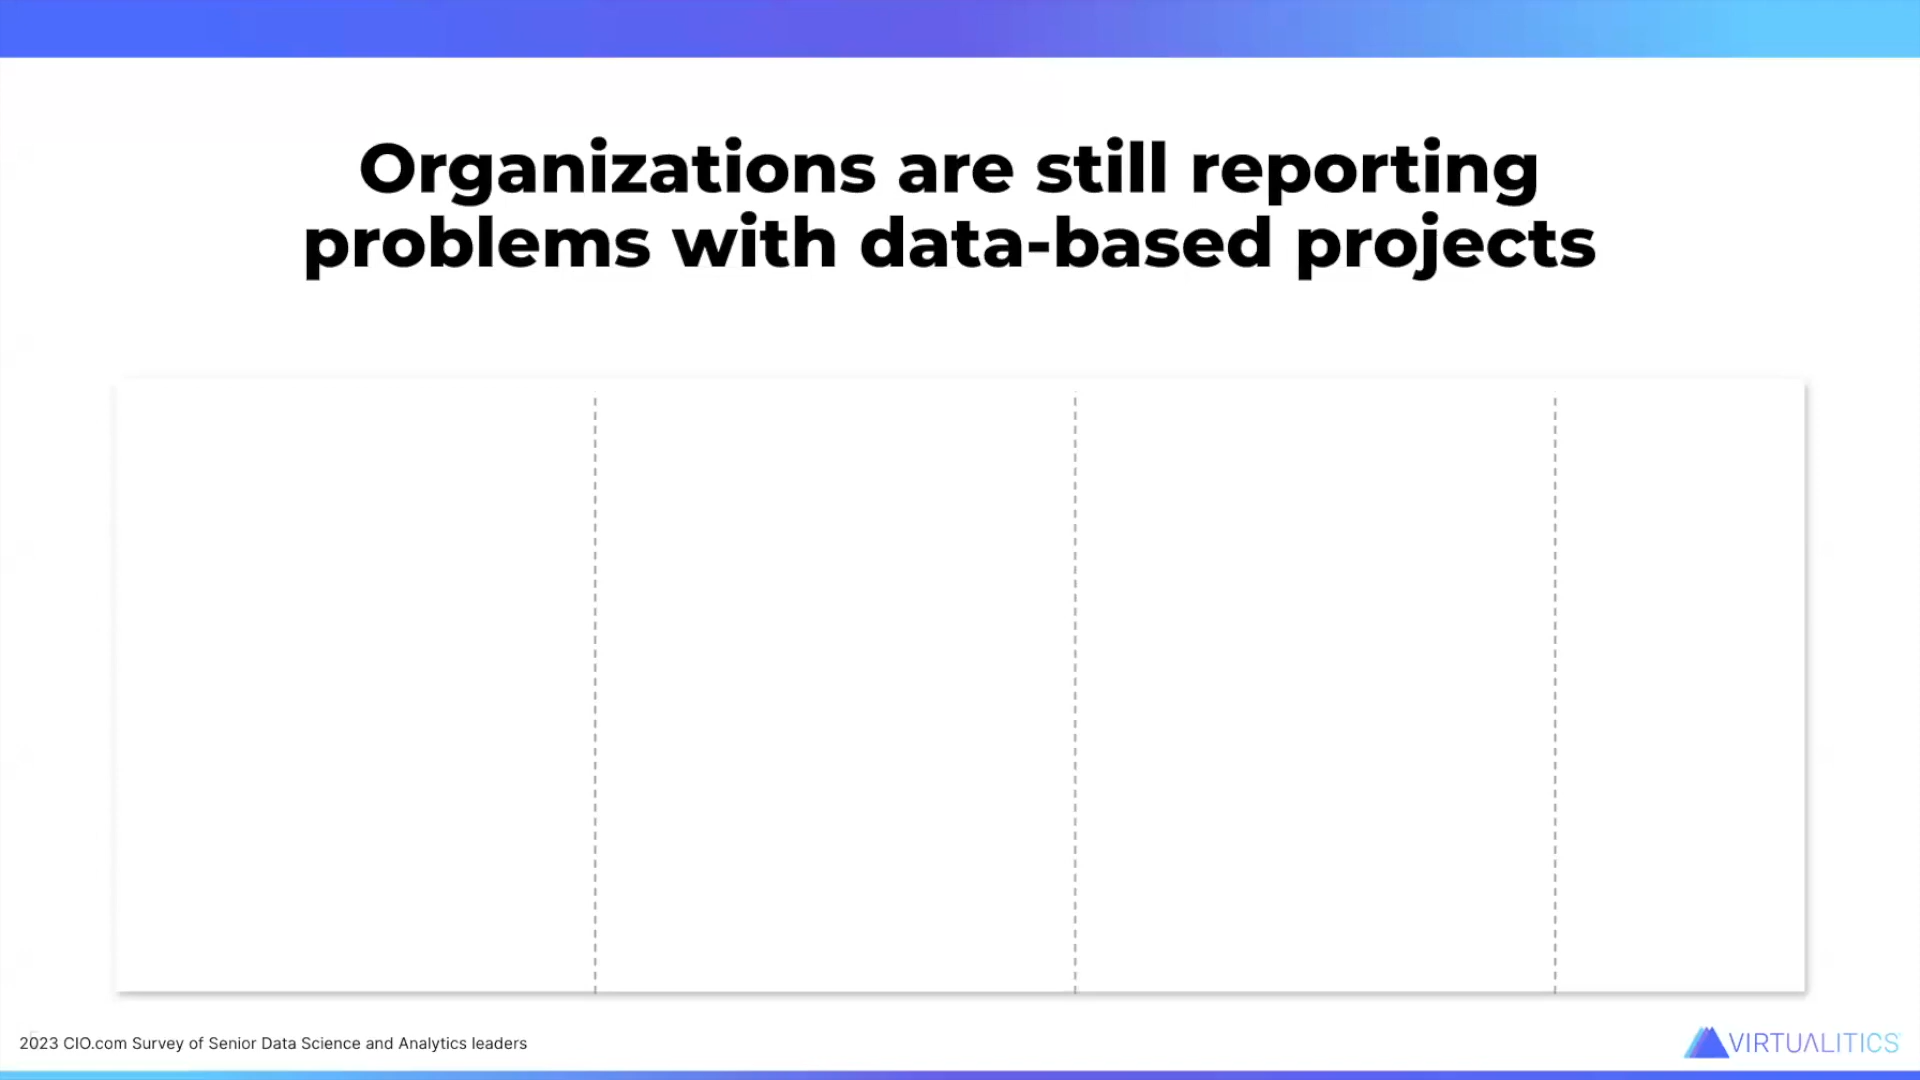 Organizations are still reporting
problems with data-based projects
2023 CIO.com Survey of Senior Data Science and Analytics leaders
VIRTUALITICS